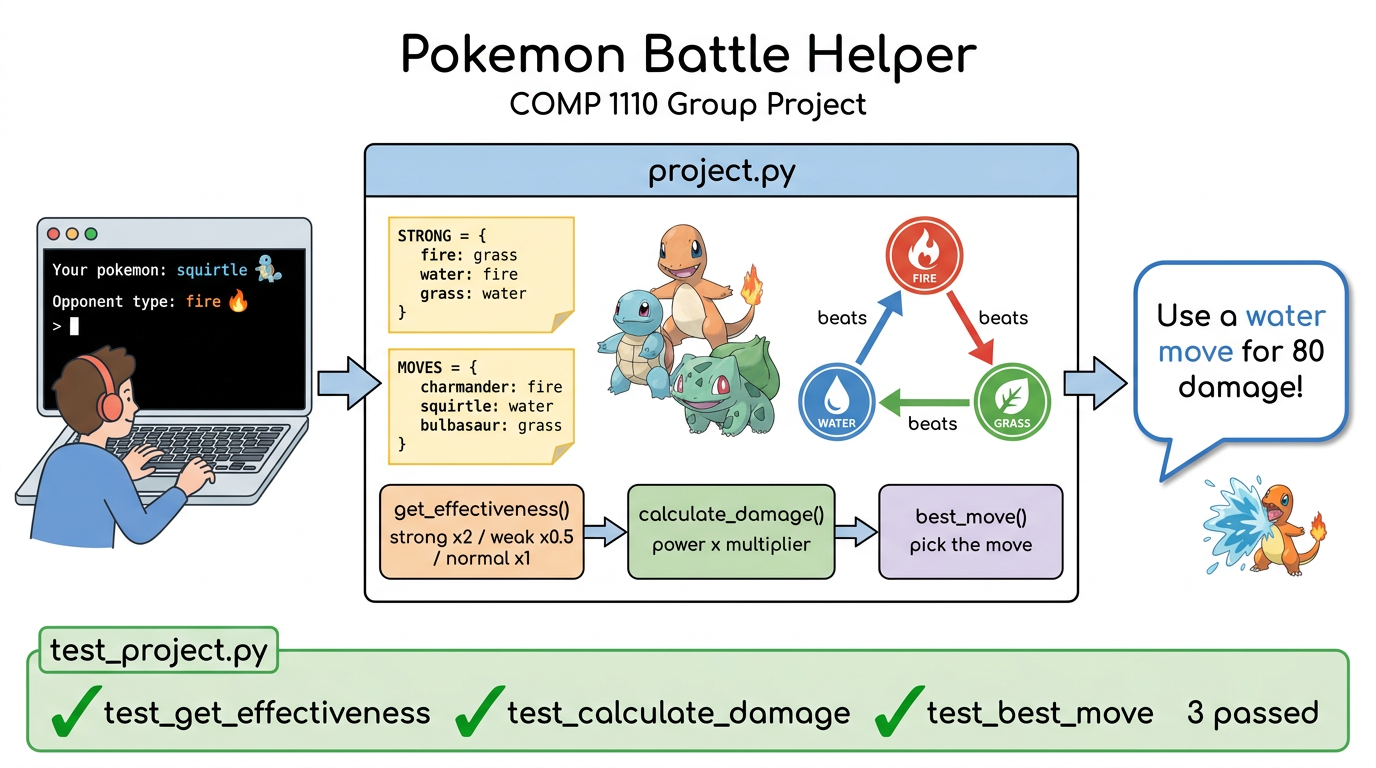 Pokemon Battle Helper
COMP 1110 Group Project
project.py
Your pokemon: squirtle
Opponent type: fire
>
STRONG = {
fire: grass
water: fire
grass: water
}
MOVES = {
charmander: fire
squirtle: water
bulbasaur: grass
}
FIRE
beats
beats
WATER
GRASS
beats
get_effectiveness()
strong x2 / weak x0.5
/ normal x1
calculate_damage()
power x multiplier
best_move()
pick the move
Use a water
move for 80
damage!
test_project.py
test_get_effectiveness
test_calculate_damage
test_best_move
3 passed